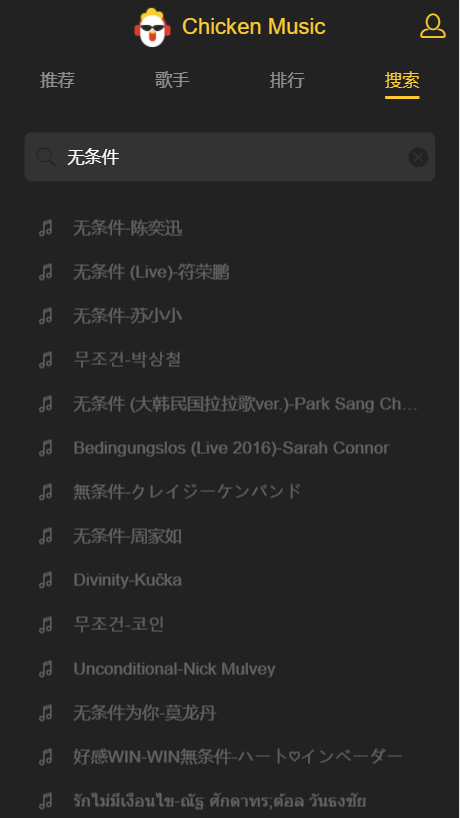 Chicken Music
推荐 歌手 排行 搜索
无条件
无条件-陈奕迅
无条件 (Live)-符荣鹏
无条件-苏小小
무조건-박상철
无条件 (大韩民国拉拉歌ver.)-Park Sang Ch...
Bedingungslos (Live 2016)-Sarah Connor
無条件-クレイジーケンバンド
无条件-周家如
Divinity-Kučka
무조건-코인
Unconditional-Nick Mulvey
无条件为你-莫龙丹
好感WIN-WIN無条件-ハート♡インベーダー
รักไม่มีเงื่อนไข-ณัฐ ศักดาทร;ต้อล วันธงชัย